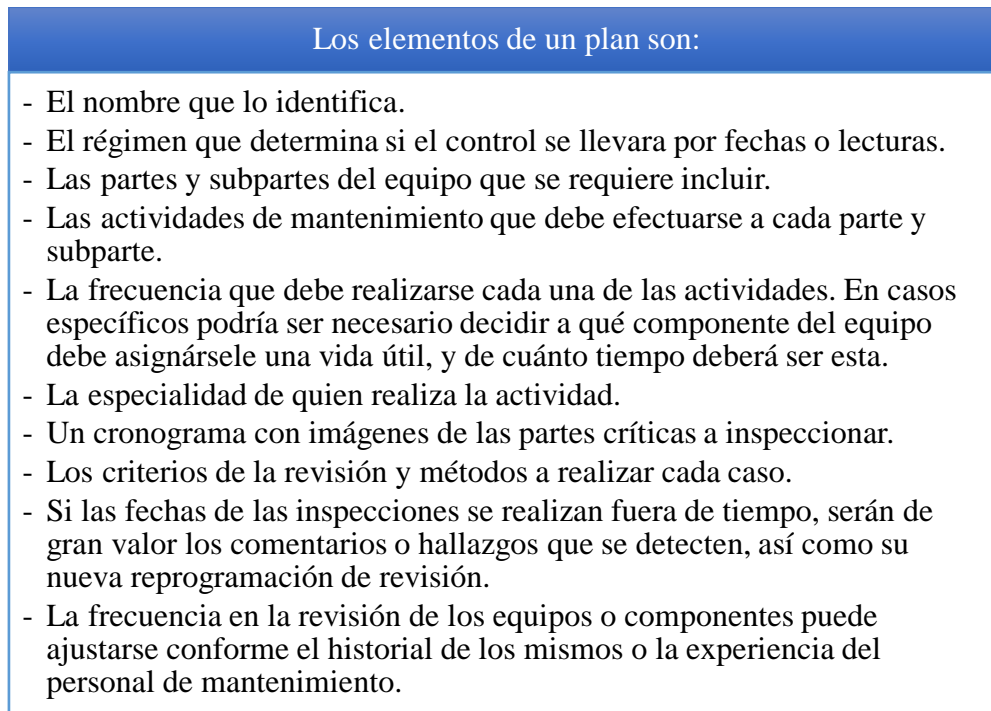 Los elementos de un plan son:
- El nombre que lo identifica.
- El régimen que determina si el control se llevara por fechas o lecturas.
- Las partes y subpartes del equipo que se requiere incluir.
- Las actividades de mantenimiento que debe efectuarse a cada parte y
subparte.
- La frecuencia que debe realizarse cada una de las actividades. En casos
específicos podría ser necesario decidir a qué componente del equipo
debe asignársele una vida útil, y de cuánto tiempo deberá ser esta.
- La especialidad de quien realiza la actividad.
- Un cronograma con imágenes de las partes críticas a inspeccionar.
- Los criterios de la revisión y métodos a realizar cada caso.
- Si las fechas de las inspecciones se realizan fuera de tiempo, serán de
gran valor los comentarios o hallazgos que se detecten, así como su
nueva reprogramación de revisión.
- La frecuencia en la revisión de los equipos o componentes puede
ajustarse conforme el historial de los mismos o la experiencia del
personal de mantenimiento.